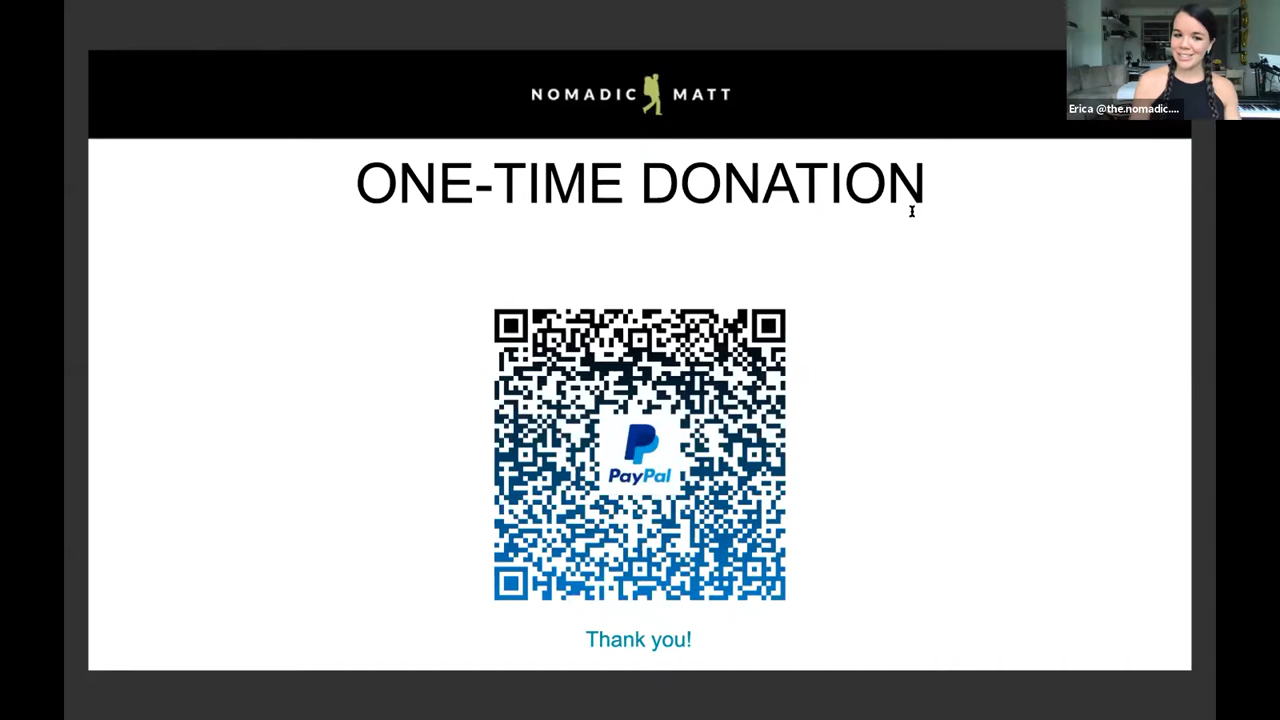 NOMADIC MATT
Erica @the.nomadic....
ONE-TIME DONATION
PayPal
Thank you!